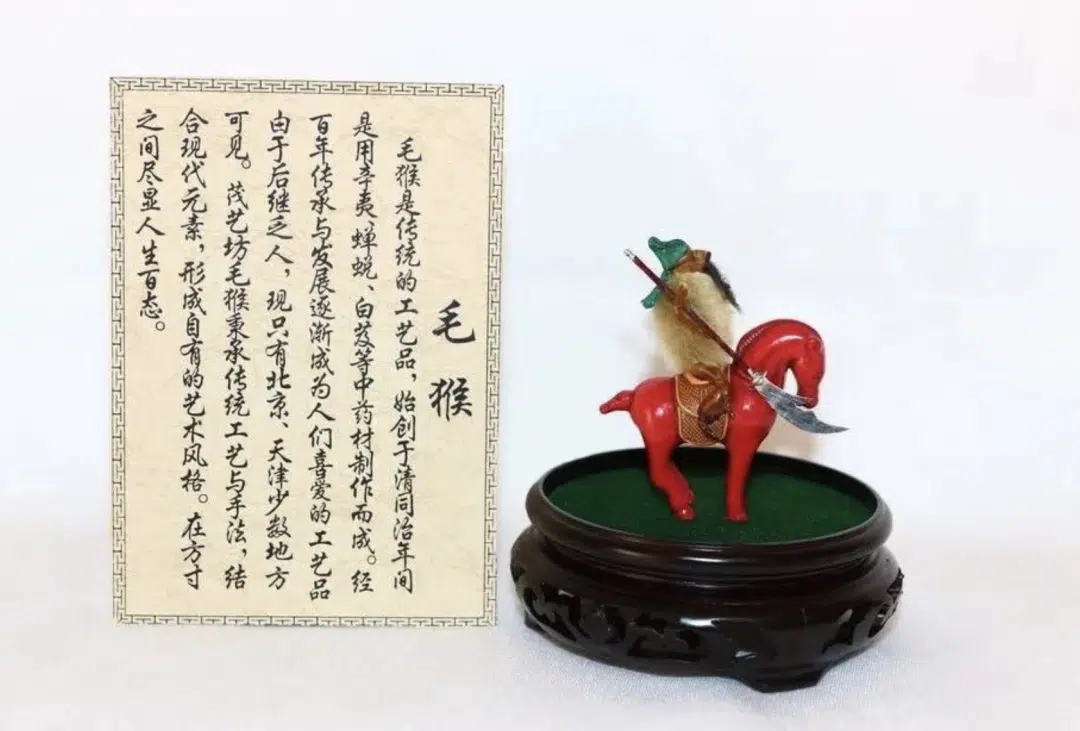 毛猴
毛猴是传统的工艺品，始创于清同治年间
是用辛夷、蝉蜕、白芨等中药材制作而成。经
百年传承与发展逐渐成为人们喜爱的工艺品
由于后继乏人，现只有北京、天津少数地方
可见。茂艺坊毛猴秉承传统工艺与手法，结
合现代元素，形成自有的艺术风格。在方寸
之间尽显人生百态。